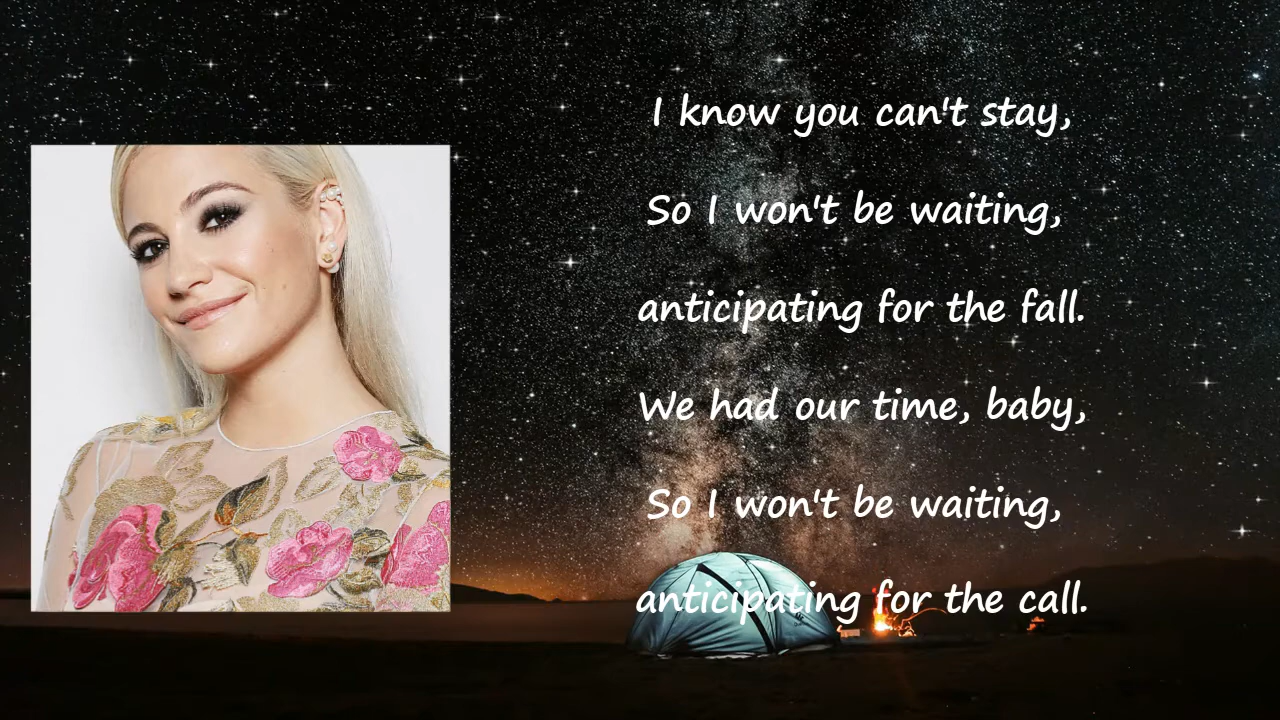 I know you can't stay,
So I won't be waiting,
anticipating for the fall.
We had our time, baby,
So I won't be waiting,
anticipating for the call.